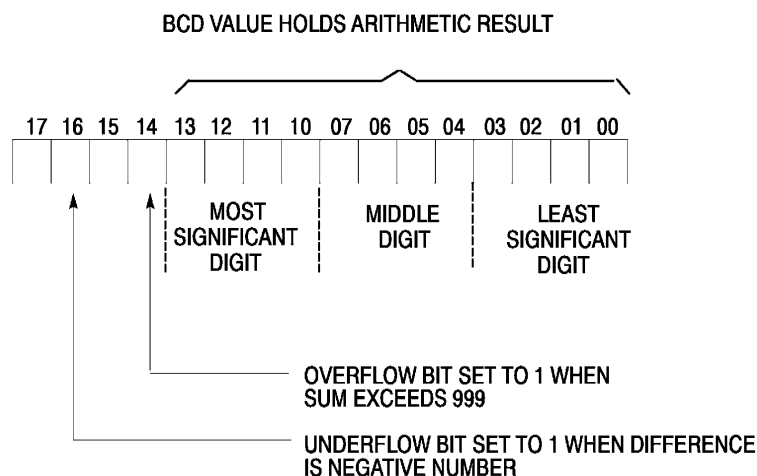 BCD VALUE HOLDS ARITHMETIC RESULT
17 16 15 14 13 12 11 10 07 06 05 04 03 02 01 00
MOST
SIGNIFICANT
DIGIT
MIDDLE
DIGIT
LEAST
SIGNIFICANT
DIGIT
OVERFLOW BIT SET TO 1 WHEN
SUM EXCEEDS 999
UNDERFLOW BIT SET TO 1 WHEN DIFFERENCE
IS NEGATIVE NUMBER